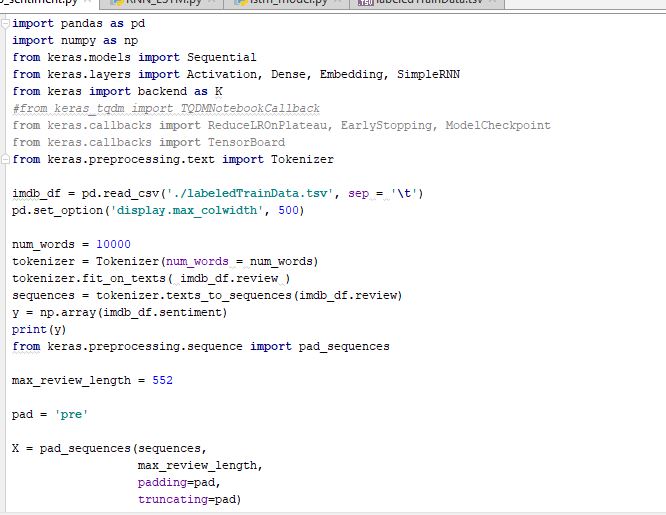 _sentiment.py RNN_LSTM.py lstm_model.py labeledTrainData.tsv
import pandas as pd
import numpy as np
from keras.models import Sequential
from keras.layers import Activation, Dense, Embedding, SimpleRNN
from keras import backend as K
#from keras_tqdm import TQDMNotebookCallback
from keras.callbacks import ReduceLROnPlateau, EarlyStopping, ModelCheckpoint
from keras.callbacks import TensorBoard
from keras.preprocessing.text import Tokenizer
imdb_df = pd.read_csv('./labeledTrainData.tsv', sep = '\t')
pd.set_option('display.max_colwidth', 500)
num_words = 10000
tokenizer = Tokenizer(num_words = num_words)
tokenizer.fit_on_texts( imdb_df.review )
sequences = tokenizer.texts_to_sequences(imdb_df.review)
y = np.array(imdb_df.sentiment)
print(y)
from keras.preprocessing.sequence import pad_sequences
max_review_length = 552
pad = 'pre'
X = pad_sequences(sequences,
max_review_length,
padding=pad,
truncating=pad)